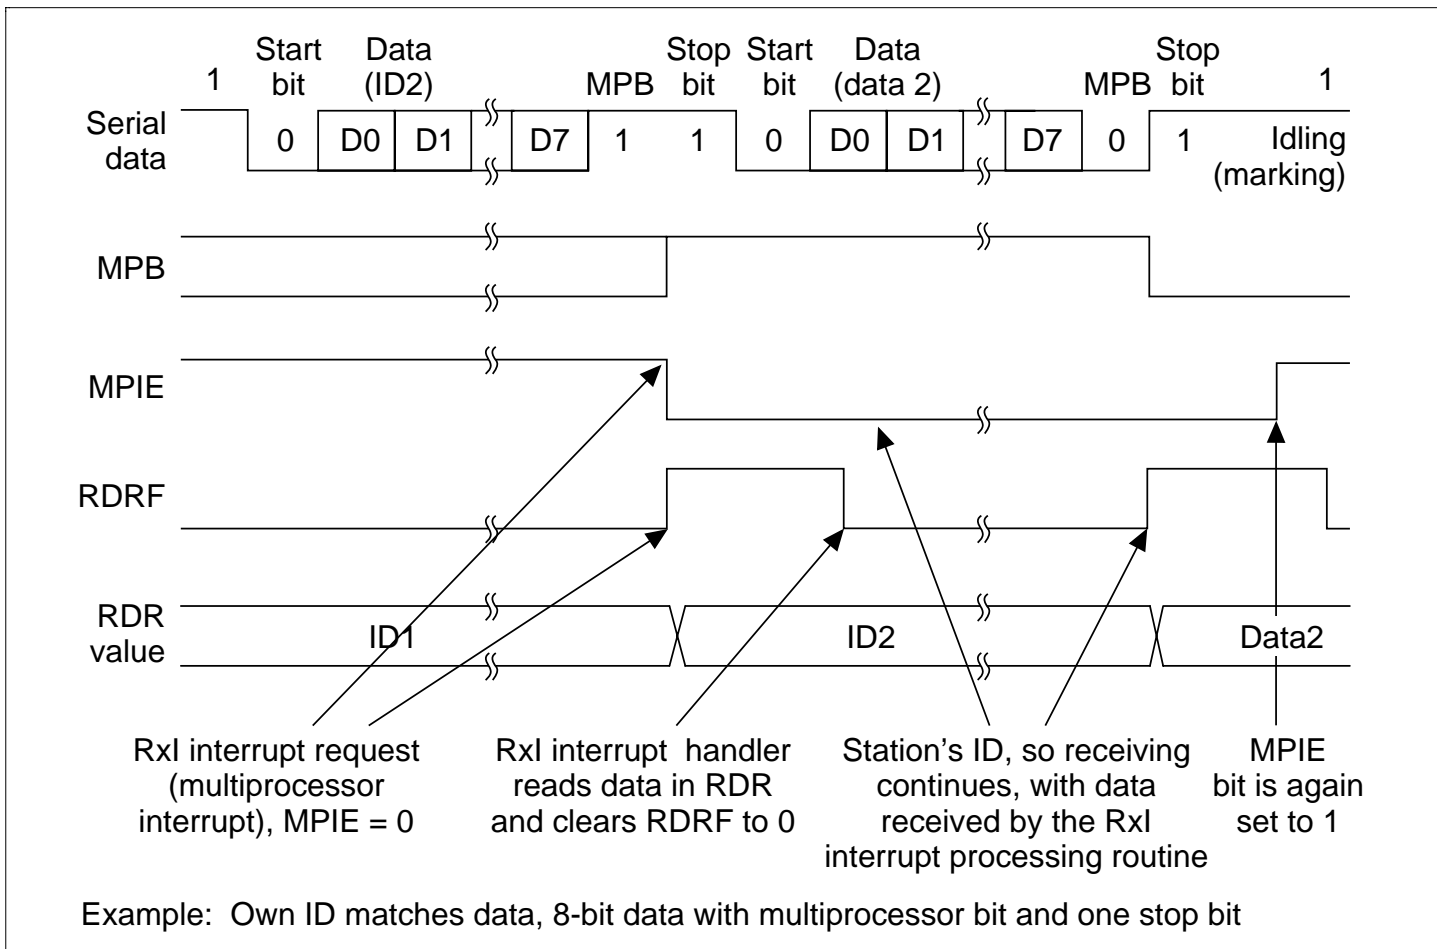 Start Data Stop Start Data Stop
1 bit (ID2) MPB bit bit (data 2) MPB bit 1
Serial data 0 D0 D1 D7 1 1 0 D0 D1 D7 0 1 Idling (marking)
MPB
MPIE
RDRF
RDR value ID1 ID2 Data2
RxI interrupt request
(multiprocessor
interrupt), MPIE = 0
RxI interrupt handler
reads data in RDR
and clears RDRF to 0
Station's ID, so receiving
continues, with data
received by the RxI
interrupt processing routine
MPIE
bit is again
set to 1
Example: Own ID matches data, 8-bit data with multiprocessor bit and one stop bit